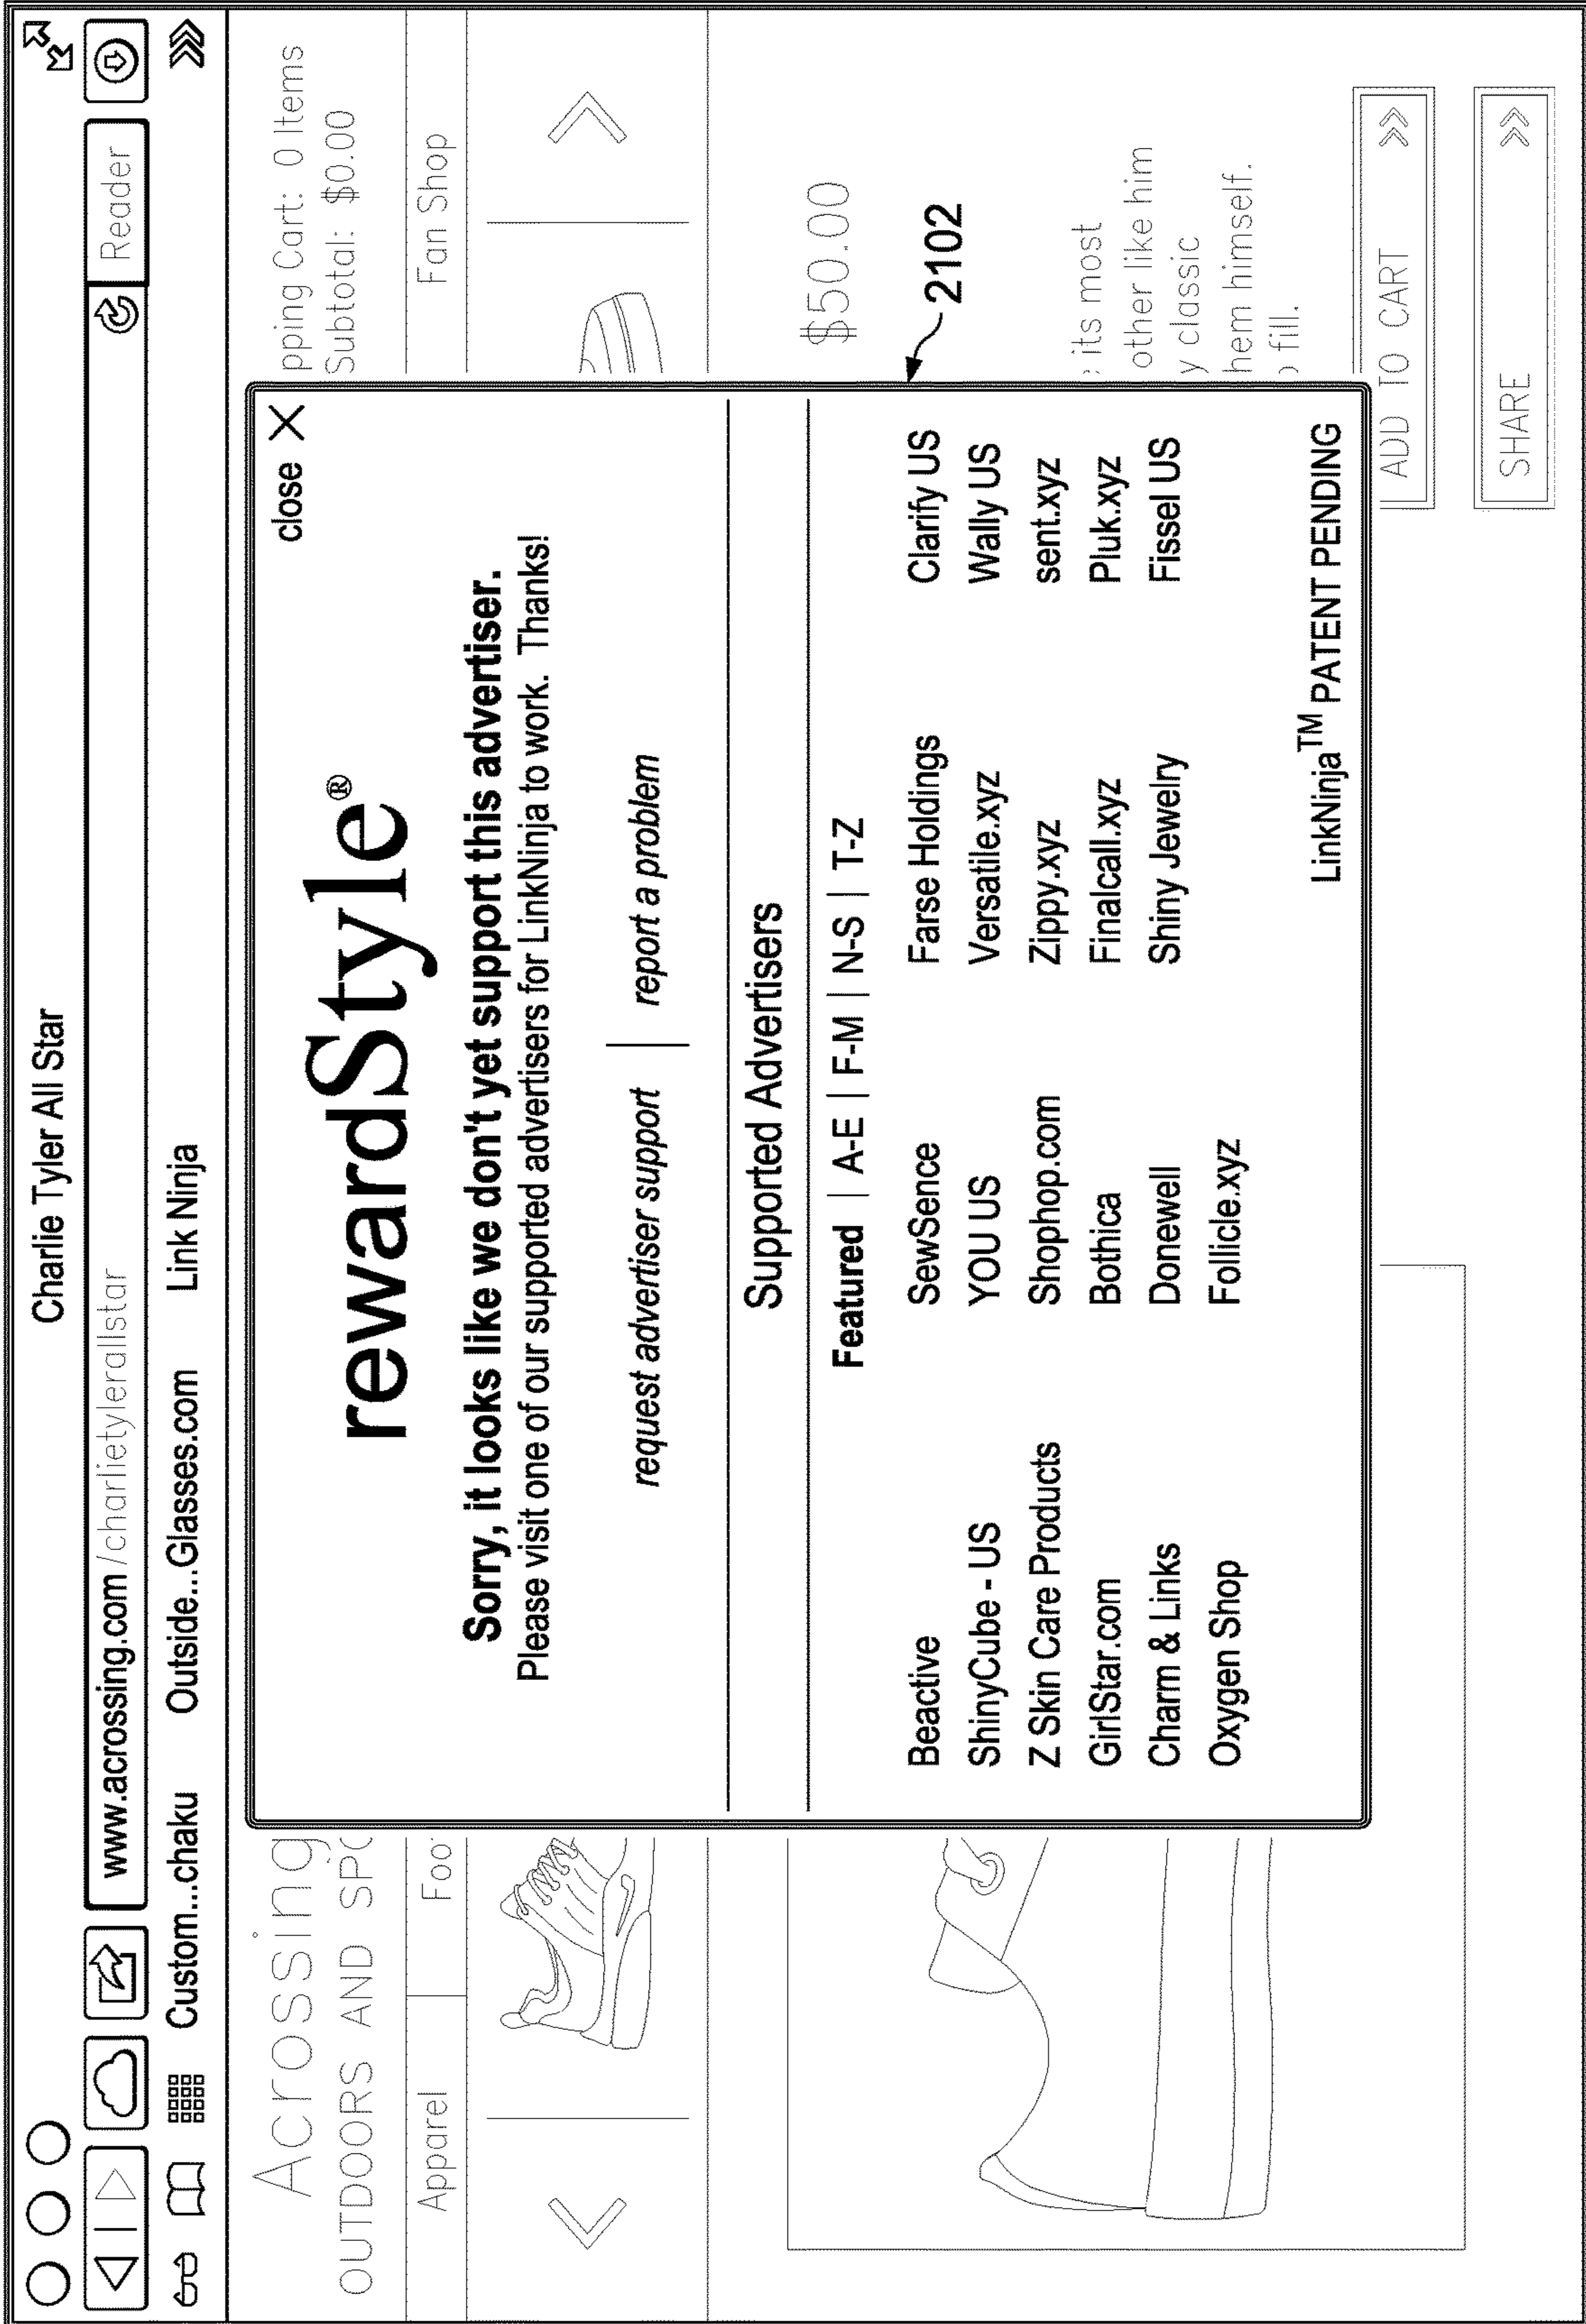 Charlie Tyler All Star
www.acrossing.com /charlietylerallstar
Reader
Custom...chaku Outside...Glasses.com Link Ninja
Acrossing
OUTDOORS AND SPO
pping Cart: 0 Items
Subtotal: $0.00
Apparel Foo Fan Shop
close X
rewardStyle®
Sorry, it looks like we don't yet support this advertiser.
Please visit one of our supported advertisers for LinkNinja to work. Thanks!
request advertiser support | report a problem
Supported Advertisers
Featured | A-E | F-M | N-S | T-Z
Beactive SewSence Farse Holdings Clarify US
ShinyCube - US YOU US Versatile.xyz Wally US
Z Skin Care Products Shophop.com Zippy.xyz sent.xyz
GirlStar.com Bothica Finalcall.xyz Pluk.xyz
Charm & Links Donewell Shiny Jewelry Fissel US
Oxygen Shop Follicle.xyz
LinkNinja™ PATENT PENDING
$50.00
2102
its most
other like him
y classic
hem himself.
fill.
ADD TO CART >>
SHARE >>